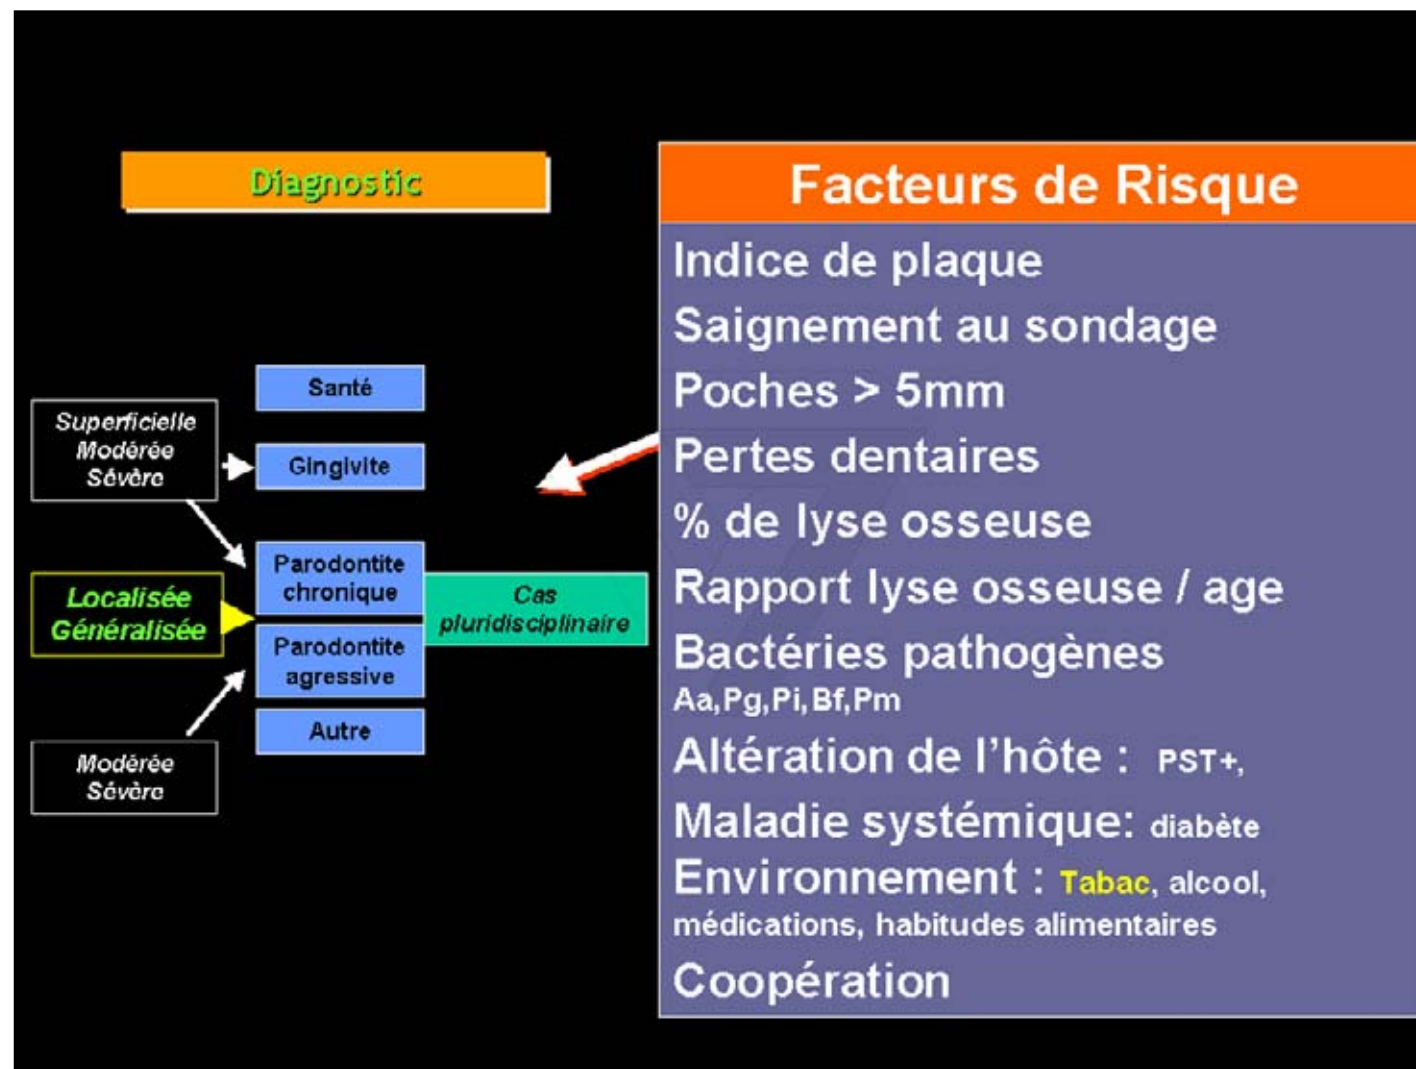 Diagnostic
Santé
Superficielle
Modérée
Sévère
Gingivite
Parodontite
chronique
Localisée
Généralisée
Cas
pluridisciplinaire
Parodontite
agressive
Autre
Modérée
Sévère
Facteurs de Risque
Indice de plaque
Saignement au sondage
Poches > 5mm
Pertes dentaires
% de lyse osseuse
Rapport lyse osseuse / age
Bactéries pathogènes
Aa,Pg,Pi,Bf,Pm
Altération de l'hôte : PST+,
Maladie systémique: diabète
Environnement : Tabac, alcool,
médications, habitudes alimentaires
Coopération